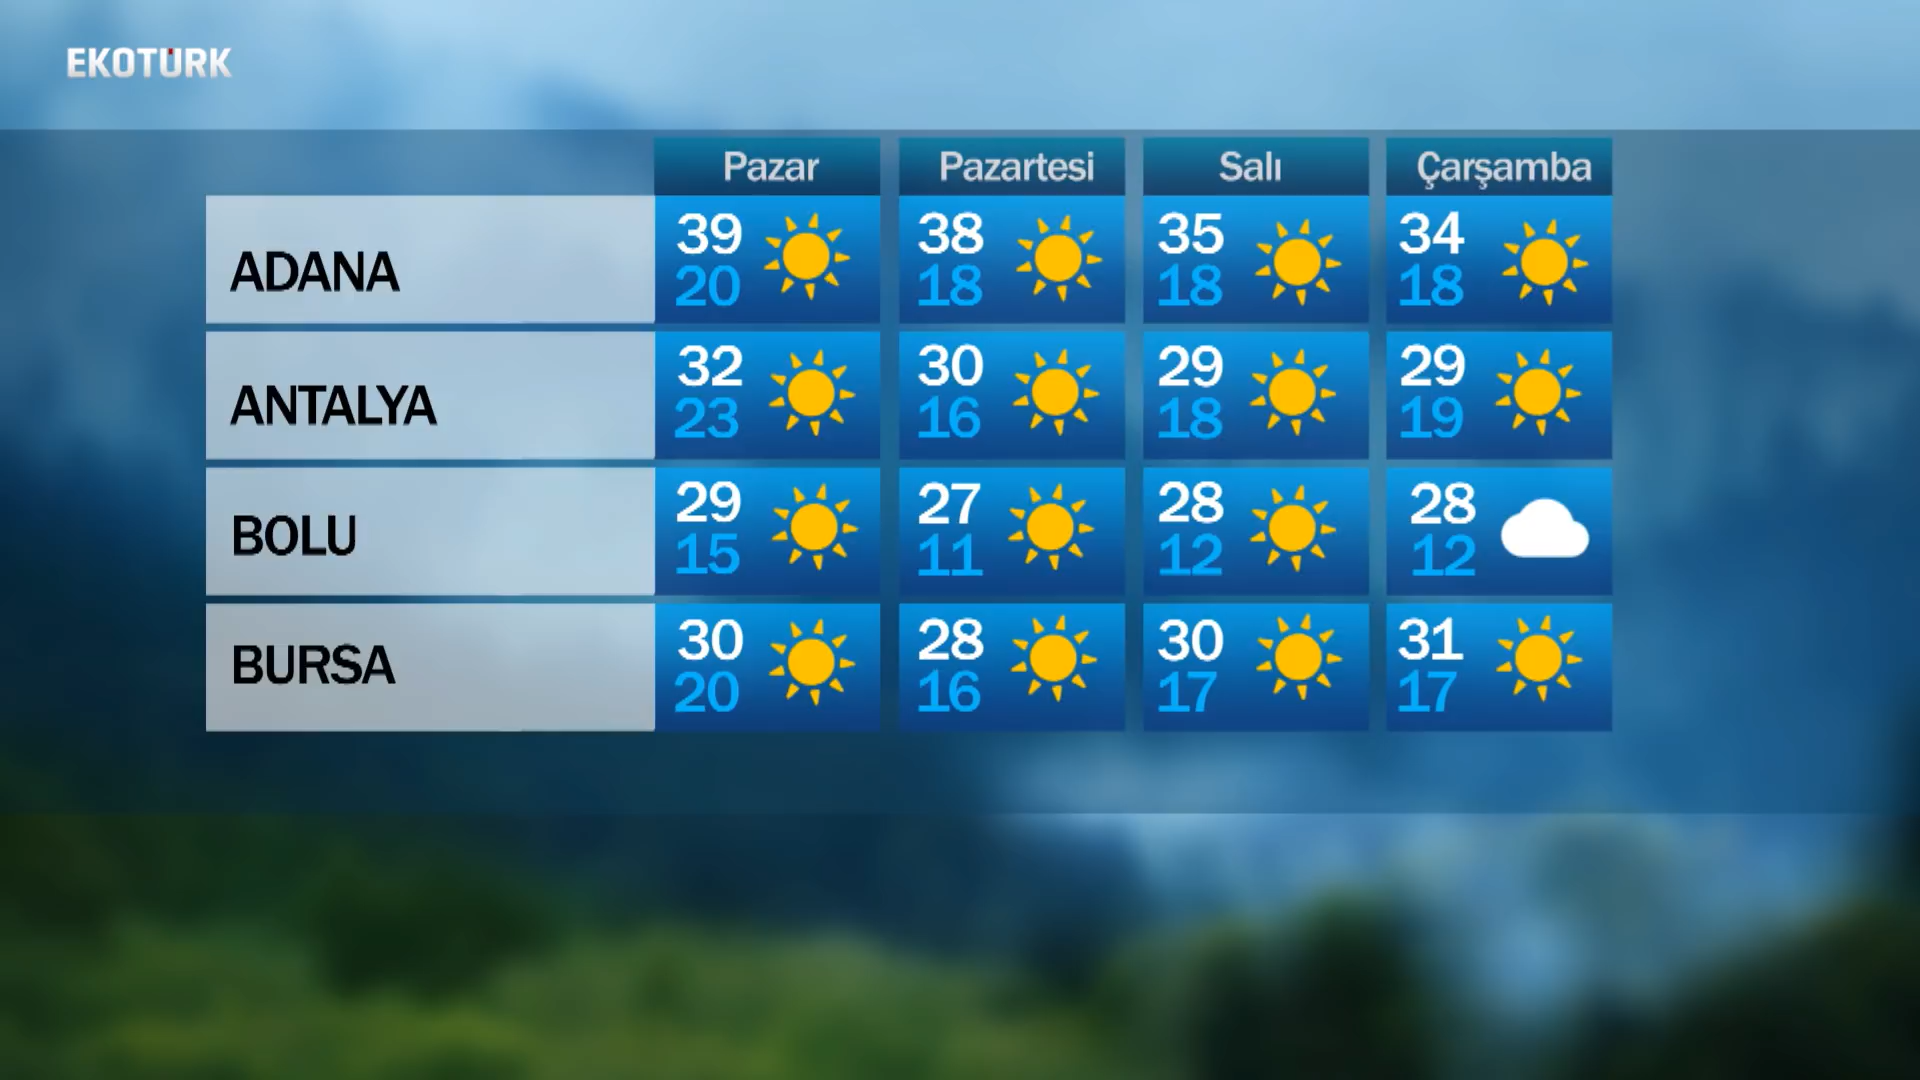 EKOTÜRK
Pazar Pazartesi Salı Çarşamba
ADANA 39 20 38 18 35 18 34 18
ANTALYA 32 23 30 16 29 18 29 19
BOLU 29 15 27 11 28 12 28 12
BURSA 30 20 28 16 30 17 31 17